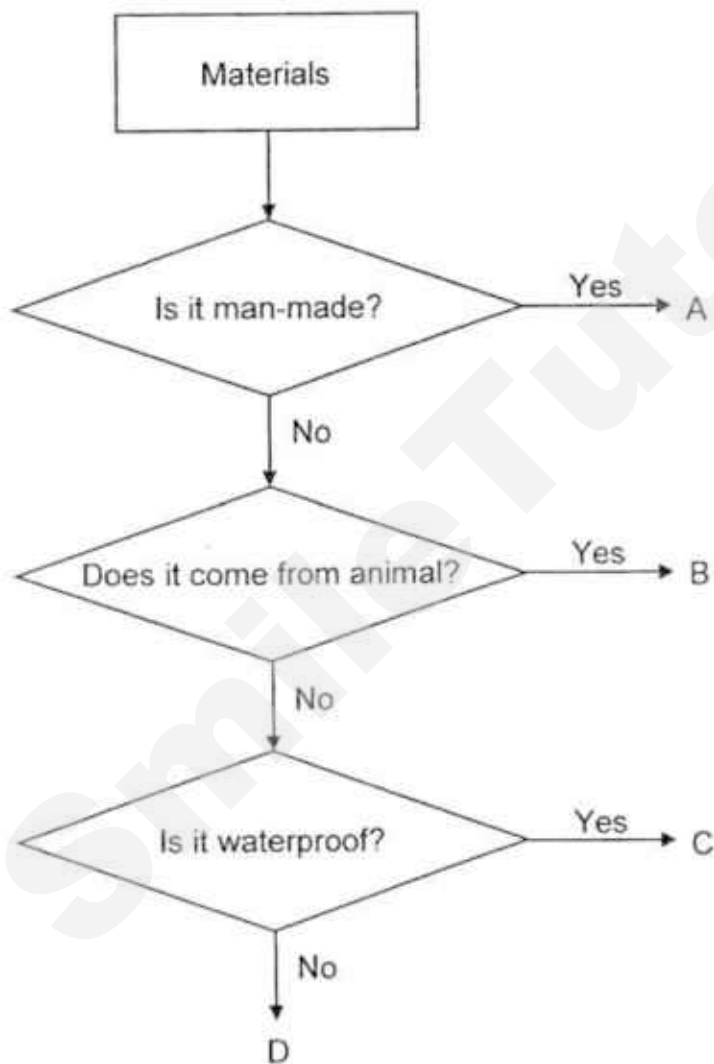 Materials
Is it man-made?
Yes
A
No
Does it come from animal?
Yes
B
No
Is it waterproof?
Yes
C
No
D
SmileTuto